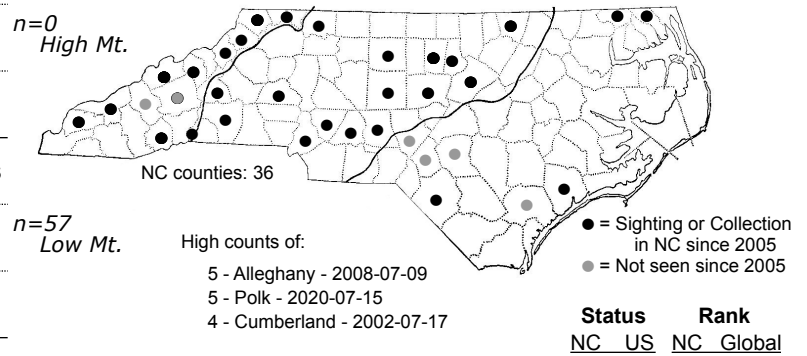 n=0
High Mt.
NC counties: 36
n=57
Low Mt.
High counts of:
5 - Alleghany - 2008-07-09
5 - Polk - 2020-07-15
4 - Cumberland - 2002-07-17
= Sighting or Collection
in NC since 2005
= Not seen since 2005
Status Rank
NC US NC Global